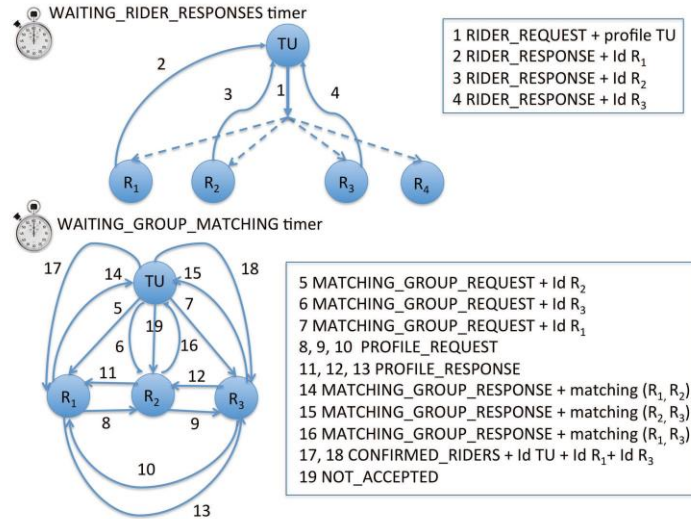 WAITING_RIDER_RESPONSES timer
TU
1 RIDER_REQUEST + profile TU
2 RIDER_RESPONSE + Id R1
3 RIDER_RESPONSE + Id R2
4 RIDER_RESPONSE + Id R3
2
3
1
4
R1
R2
R3
R4
WAITING_GROUP_MATCHING timer
17
14
TU
15
18
5
7
6
19
16
5 MATCHING_GROUP_REQUEST + Id R2
6 MATCHING_GROUP_REQUEST + Id R3
7 MATCHING_GROUP_REQUEST + Id R1
8, 9, 10 PROFILE_REQUEST
11, 12, 13 PROFILE_RESPONSE
14 MATCHING_GROUP_RESPONSE + matching (R1, R2)
15 MATCHING_GROUP_RESPONSE + matching (R2, R3)
16 MATCHING_GROUP_RESPONSE + matching (R1, R3)
17, 18 CONFIRMED_RIDERS + Id TU + Id R1+ Id R3
19 NOT_ACCEPTED
11
12
R1
R2
R3
8
9
10
13